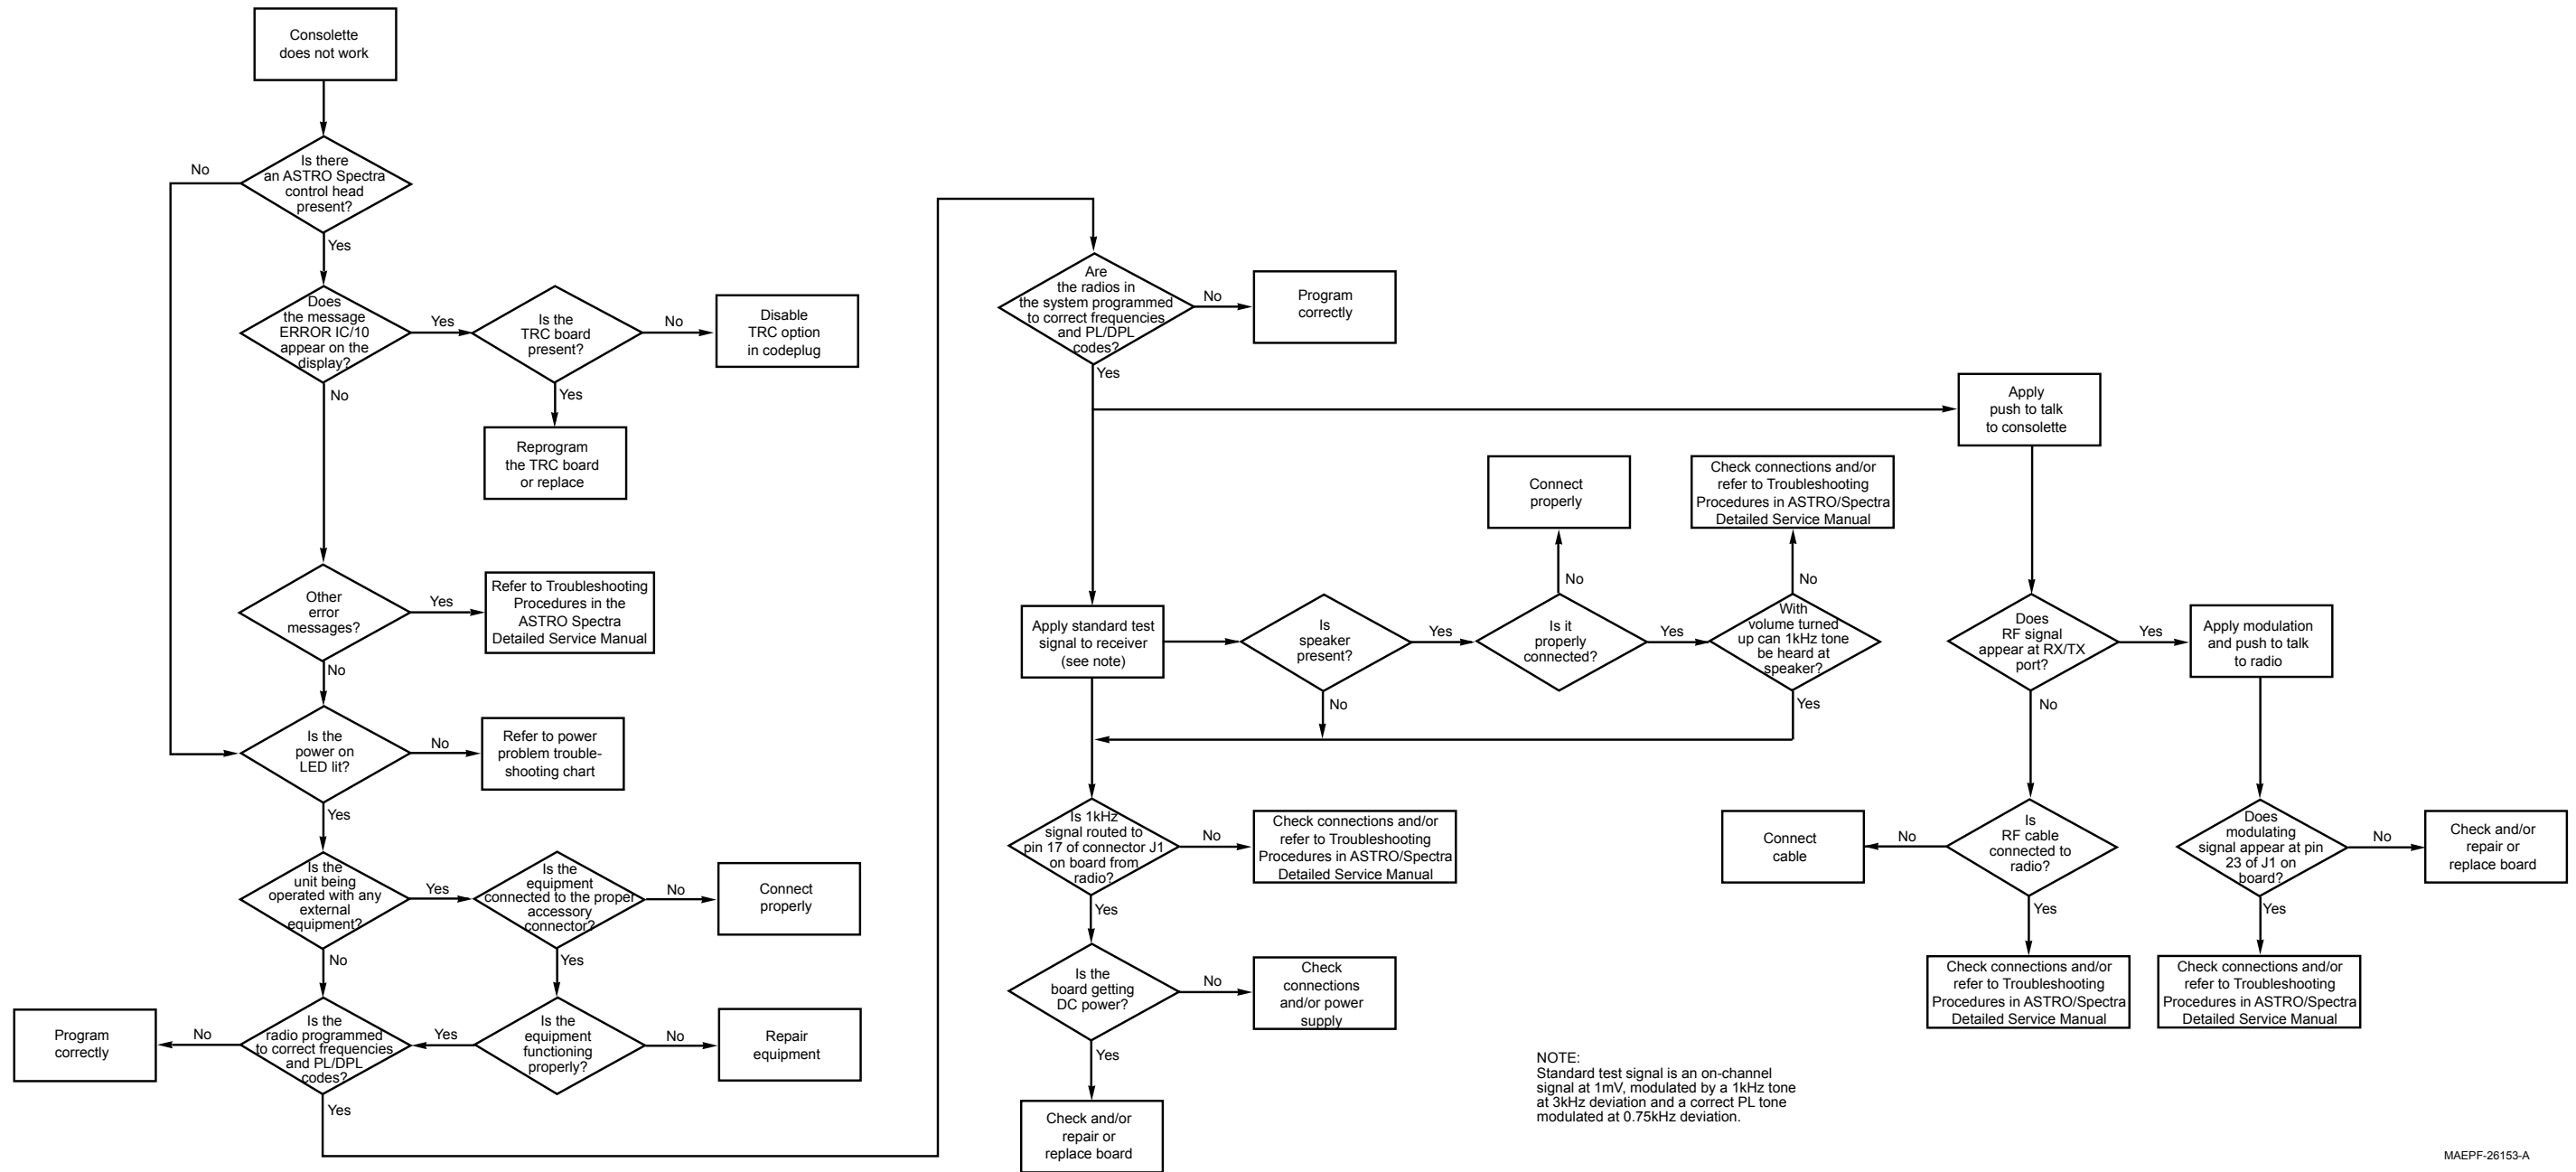 Consolette
does not work
Is there
an ASTRO Spectra
control head
present?
No
Yes
Does
the message
ERROR IC/10
appear on the
display?
Yes
No
Is the
TRC board
present?
No
Yes
Disable
TRC option
in codeplug
Reprogram
the TRC board
or replace
Other
error
messages?
Yes
No
Refer to Troubleshooting
Procedures in the
ASTRO Spectra
Detailed Service Manual
Is the
power on
LED lit?
No
Yes
Refer to power
problem trouble-
shooting chart
Is the
unit being
operated with any
external
equipment?
Yes
No
Is the
equipment
connected to the proper
accessory
connector?
No
Yes
Connect
properly
Program
correctly
No
Is the
radio programmed
to correct frequencies
and PL/DPL
codes?
Yes
Yes
Is the
equipment
functioning
properly?
No
Repair
equipment
Are
the radios in
the system programmed
to correct frequencies
and PL/DPL
codes?
No
Yes
Program
correctly
Apply standard test
signal to receiver
(see note)
Is
speaker
present?
Yes
No
Is it
properly
connected?
No
Yes
Connect
properly
With
volume turned
up can 1kHz tone
be heard at
speaker?
No
Yes
Check connections and/or
refer to Troubleshooting
Procedures in ASTRO/Spectra
Detailed Service Manual
Is 1kHz
signal routed to
pin 17 of connector J1
on board from
radio?
No
Yes
Check connections and/or
refer to Troubleshooting
Procedures in ASTRO/Spectra
Detailed Service Manual
Is the
board getting
DC power?
No
Yes
Check
connections
and/or power
supply
Check and/or
repair or
replace board
Apply
push to talk
to consolette
Does
RF signal
appear at RX/TX
port?
Yes
No
Apply modulation
and push to talk
to radio
Is
RF cable
connected to
radio?
No
Yes
Connect
cable
Check connections and/or
refer to Troubleshooting
Procedures in ASTRO/Spectra
Detailed Service Manual
Does
modulating
signal appear at pin
23 of J1 on
board?
No
Yes
Check and/or
repair or
replace board
Check connections and/or
refer to Troubleshooting
Procedures in ASTRO/Spectra
Detailed Service Manual
NOTE:
Standard test signal is an on-channel
signal at 1mV, modulated by a 1kHz tone
at 3kHz deviation and a correct PL tone
modulated at 0.75kHz deviation.
MAEPF-26153-A